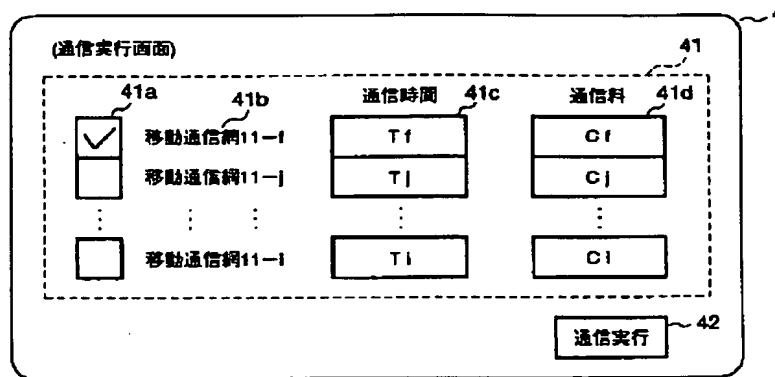 (通信実行画面)
41
41a
41b
通信時間
41c
通信料
41d
移動通信網11-f
Tf
Cf
移動通信網11-j
Tj
Cj
移動通信網11-i
Ti
Ci
通信実行
42